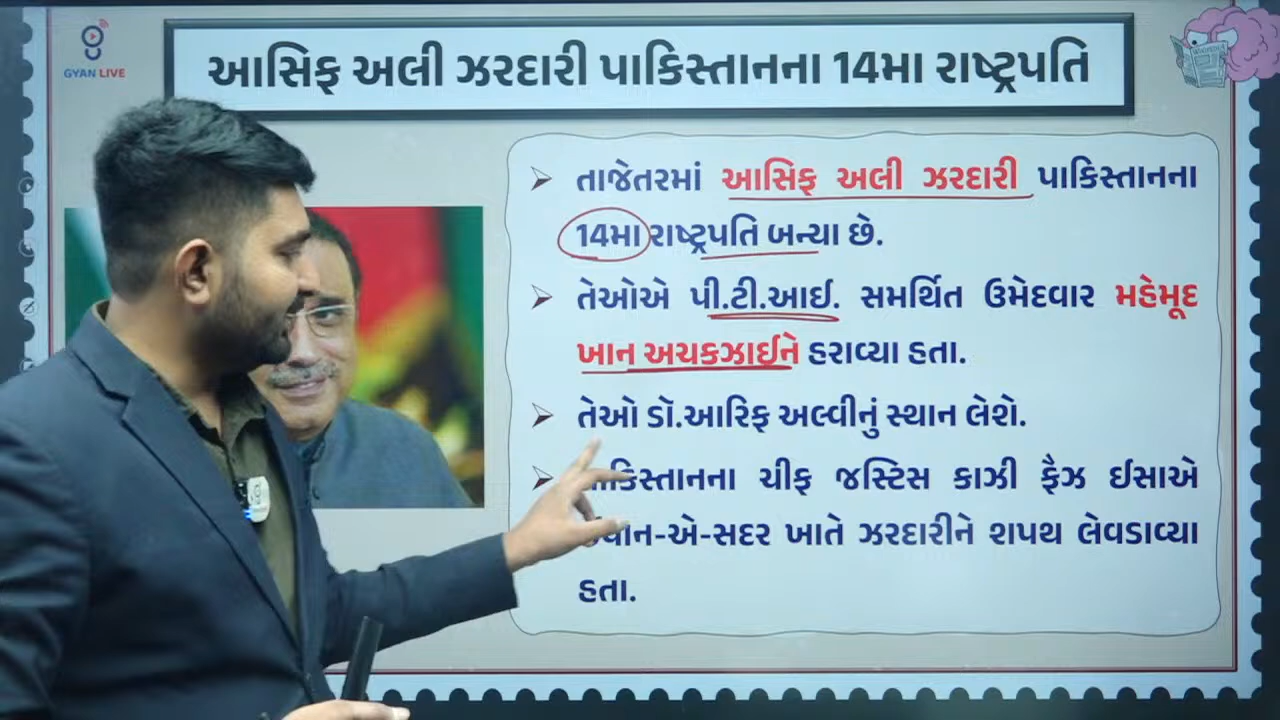 GYAN LIVE
આસિફ અલી ઝરદારી પાકિસ્તાનના 14મા રાષ્ટ્રપતિ
WIKIPEDIA
તાજેતરમાં આસિફ અલી ઝરદારી પાકિસ્તાનના
14મા રાષ્ટ્રપતિ બન્યા છે.
તેઓએ પી.ટી.આઈ. સમર્થિત ઉમેદવાર મહેમૂદ
ખાન અચકઝાઈને હરાવ્યા હતા.
તેઓ ડૉ.આરિફ અલ્વીનું સ્થાન લેશે.
ચીફ જસ્ટિસ કાઝી ફૈઝ ઈસાએ
ખાતે ઝરદારીને શપથ લેવડાવ્યા
હતા.